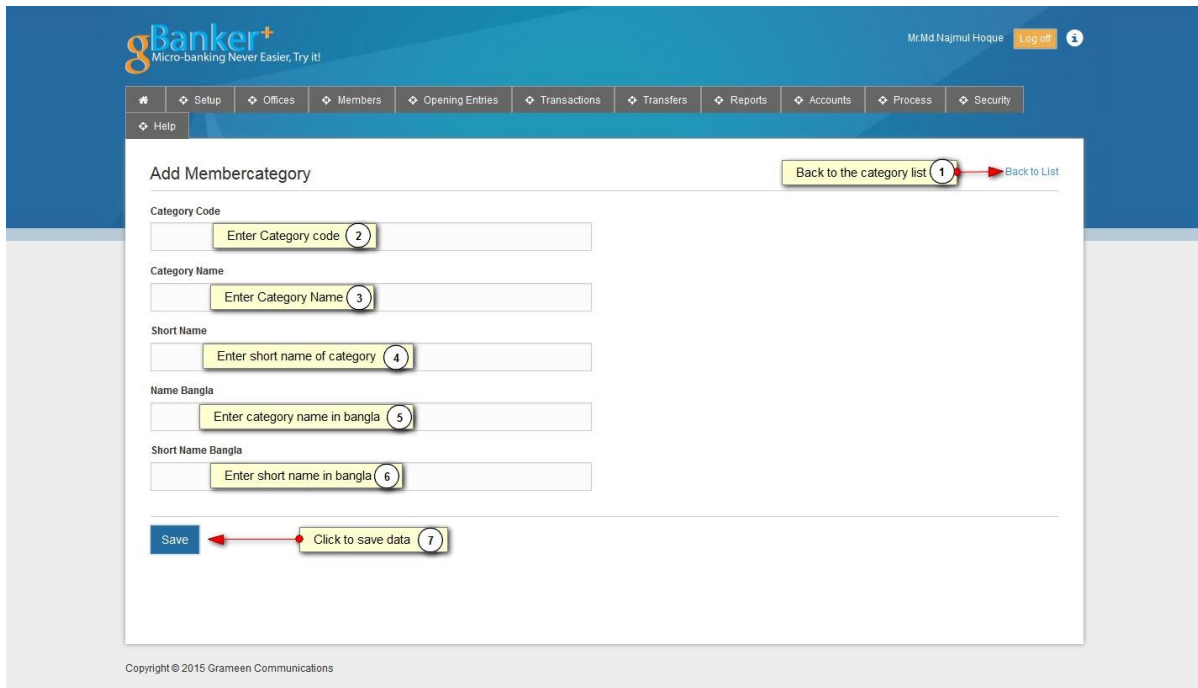 gBanker+
Micro-banking Never Easier, Try it!
Mr.Md.Najmul Hoque Log off i
Setup Offices Members Opening Entries Transactions Transfers Reports Accounts Process Security
Help
Add Membercategory
Back to the category list 1 Back to List
Category Code
Enter Category code 2
Category Name
Enter Category Name 3
Short Name
Enter short name of category 4
Name Bangla
Enter category name in bangla 5
Short Name Bangla
Enter short name in bangla 6
Save Click to save data 7
Copyright © 2015 Grameen Communications